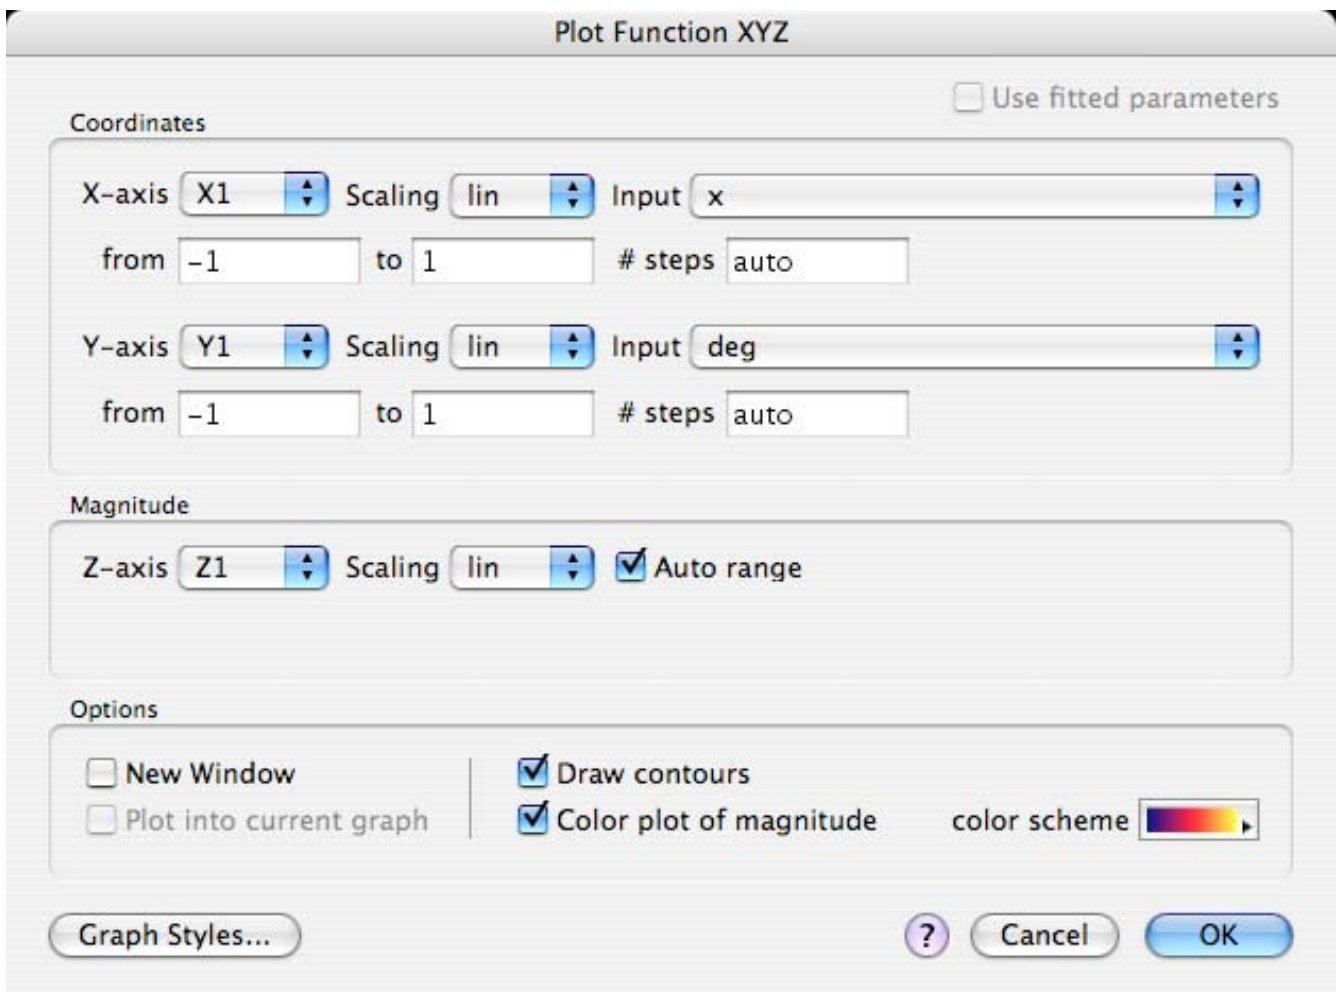 Plot Function XYZ
Use fitted parameters
Coordinates
X-axis X1 Scaling lin Input x
from -1 to 1 # steps auto
Y-axis Y1 Scaling lin Input deg
from -1 to 1 # steps auto
Magnitude
Z-axis Z1 Scaling lin Auto range
Options
New Window Draw contours
Plot into current graph Color plot of magnitude color scheme
Graph Styles... ? Cancel OK